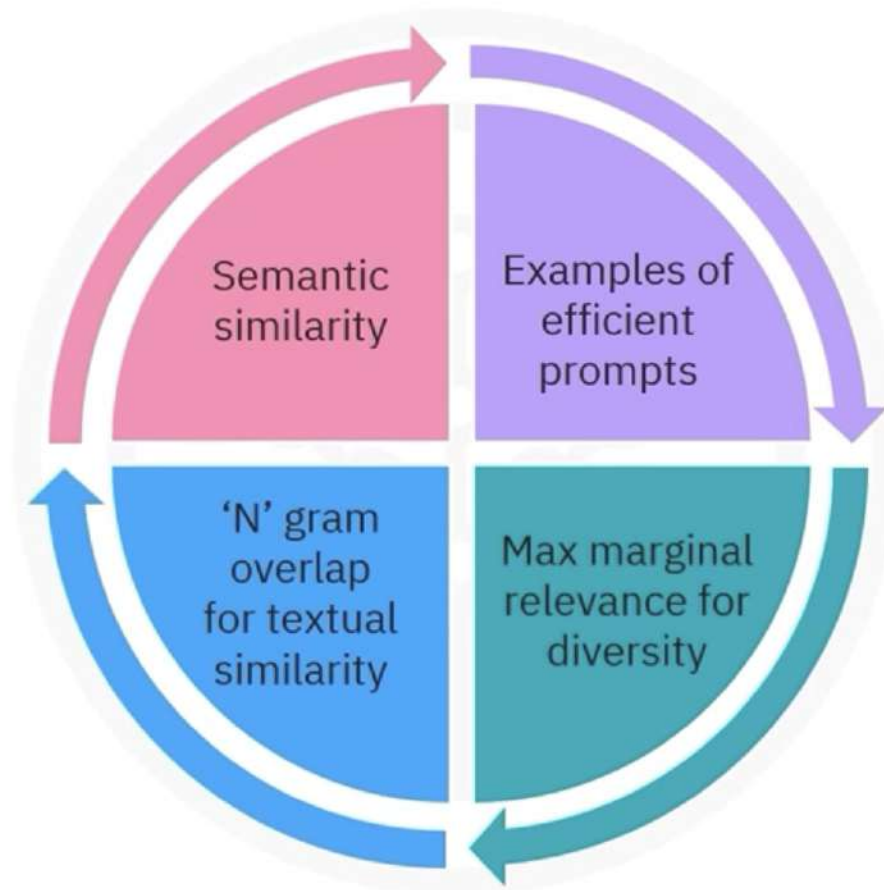 Semantic
similarity
Examples of
efficient
prompts
‘N’ gram
overlap
for textual
similarity
Max marginal
relevance for
diversity